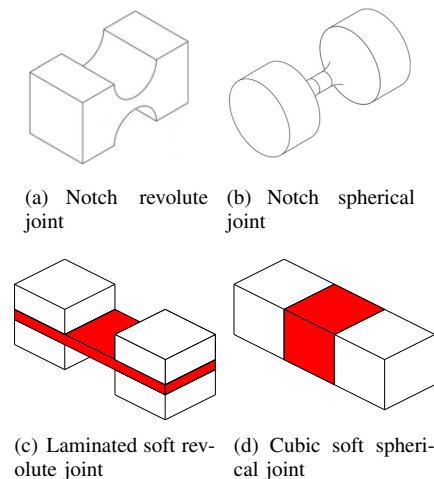 (a) Notch revolute
joint
(b) Notch spherical
joint
(c) Laminated soft rev-
olute joint
(d) Cubic soft spheri-
cal joint